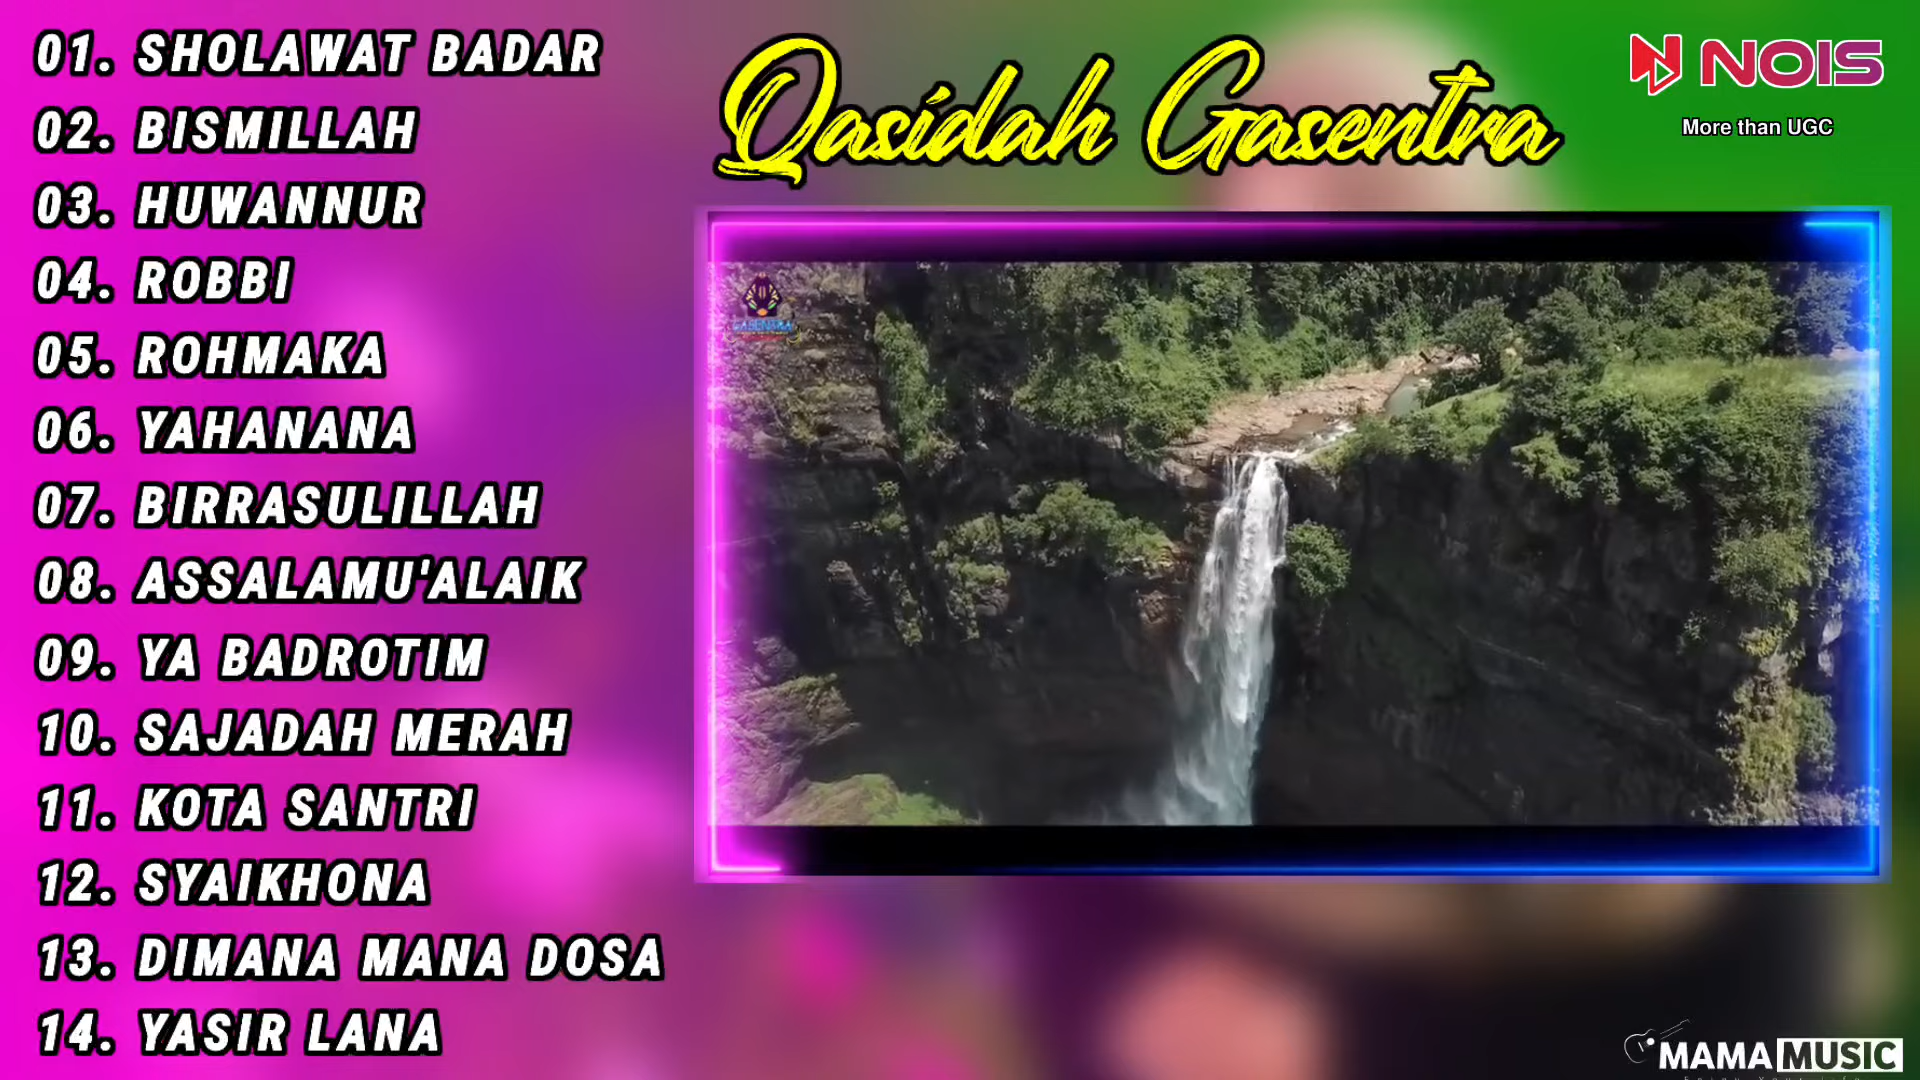 01. SHOLAWAT BADAR
02. BISMILLAH
03. HUWANNUR
04. ROBBI
05. ROHMAKA
06. YAHANANA
07. BIRRASULILLAH
08. ASSALAMU'ALAIK
09. YA BADROTIM
10. SAJADAH MERAH
11. KOTA SANTRI
12. SYAIKHONA
13. DIMANA MANA DOSA
14. YASIR LANA
Qasidah Gasentra
NOIS
More than UGC
GASENTRA
MAMA MUSIC